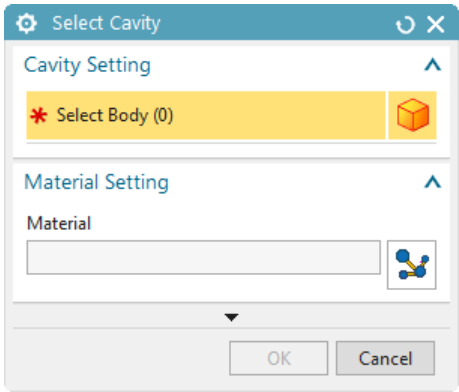 Select Cavity
Cavity Setting
* Select Body (0)
Material Setting
Material
OK
Cancel